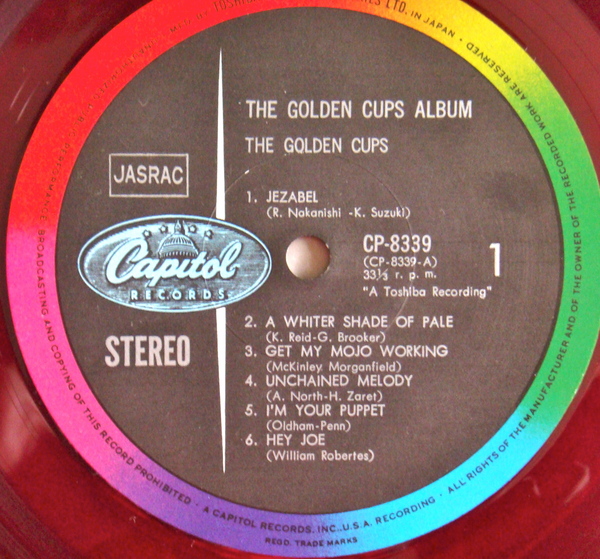 THE GOLDEN CUPS ALBUM
THE GOLDEN CUPS
JASRAC
1. JEZABEL
(R. Nakanishi -K. Suzuki)
Capitol
RECORDS
CP-8339
(CP-8339-A)
33⅓ r. p. m.
"A Toshiba Recording"
1
STEREO
2. A WHITER SHADE OF PALE
(K. Reid-G. Brooker)
3. GET MY MOJO WORKING
(McKinley Morganfield)
4. UNCHAINED MELODY
(A. North-H. Zaret)
5. I'M YOUR PUPPET
(Oldham-Penn)
6. HEY JOE
(William Robertes)
LTD. IN JAPAN · ALL RIGHTS OF THE MANUFACTURER AND OF THE OWNER OF THE RECORDED WORK ARE RESERVED ·
BROADCASTING AND COPYING OF THIS RECORD PROHIBITED · A CAPITOL RECORDS, INC., U.S.A. RECORDING ·
REGD. TRADE MARKS